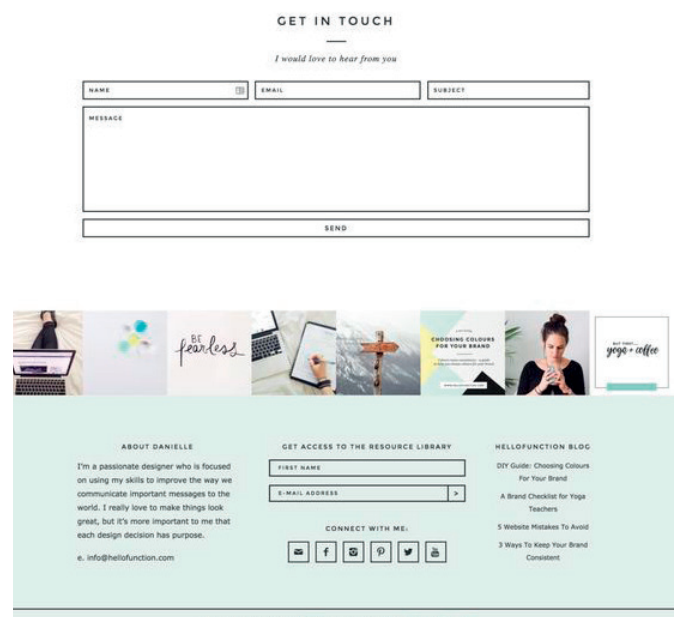 GET IN TOUCH
I would love to hear from you
NAME
EMAIL
SUBJECT
MESSAGE
SEND
BE
fearless
CHOOSING COLOURS
FOR YOUR BRAND
BUT FIRST...
yoga + coffee
ABOUT DANIELLE
I'm a passionate designer who is focused
on using my skills to improve the way we
communicate important messages to the
world. I really love to make things look
great, but it's more important to me that
each design decision has purpose.
e. info@hellofunction.com
GET ACCESS TO THE RESOURCE LIBRARY
FIRST NAME
E-MAIL ADDRESS
>
CONNECT WITH ME:
HELLOFUNCTION BLOG
DIY Guide: Choosing Colours
For Your Brand
A Brand Checklist for Yoga
Teachers
5 Website Mistakes To Avoid
3 Ways To Keep Your Brand
Consistent